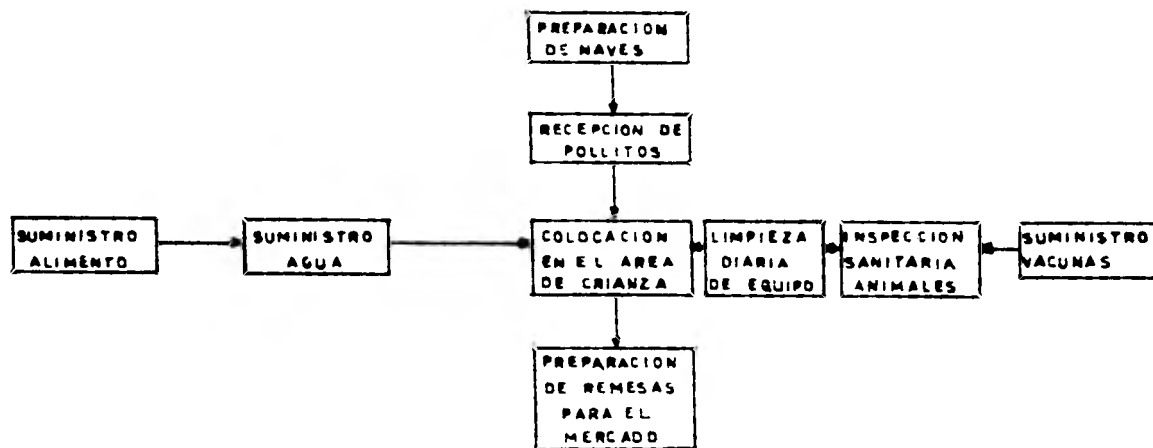 PREPARACION
DE NAVES
RECEPCION DE
POLLITOS
SUMINISTRO
ALIMENTO
SUMINISTRO
AGUA
COLOCACION
EN EL AREA
DE CRIANZA
LIMPIEZA
DIARIA
DE EQUIPO
INSPECCION
SANITARIA
ANIMALES
SUMINISTRO
VACUNAS
PREPARACION
DE REMESAS
PARA EL
MERCADO